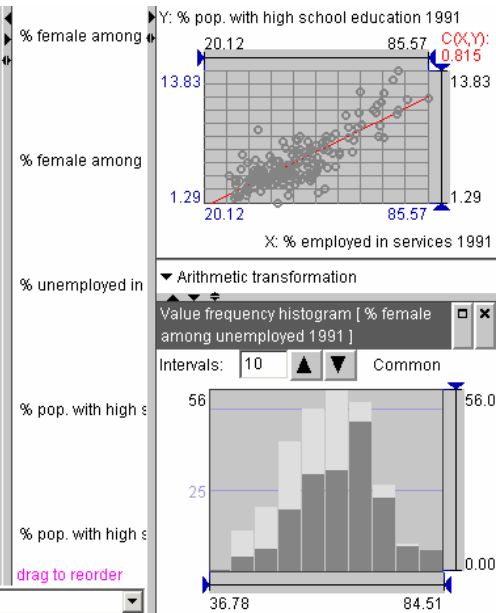 % female among
% female among
% unemployed in
% pop. with high s
% pop. with high s
drag to reorder
Y: % pop. with high school education 1991
20.12 85.57 C(X,Y):
0.815
13.83 13.83
1.29 1.29
20.12 85.57
X: % employed in services 1991
Arithmetic transformation
Value frequency histogram [ % female
among unemployed 1991 ]
Intervals: 10 Common
56 56.0
25
0.00
36.78 84.51